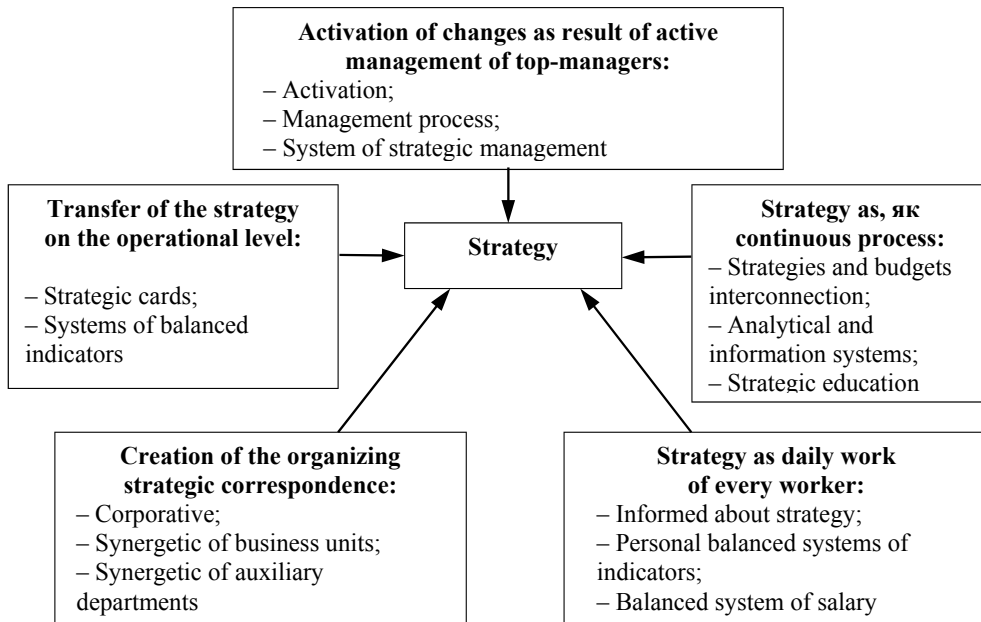 Activation of changes as result of active
management of top-managers:
– Activation;
– Management process;
– System of strategic management
Transfer of the strategy
on the operational level:
– Strategic cards;
– Systems of balanced
indicators
Strategy
Strategy as, як
continuous process:
– Strategies and budgets
interconnection;
– Analytical and
information systems;
– Strategic education
Creation of the organizing
strategic correspondence:
– Corporative;
– Synergetic of business units;
– Synergetic of auxiliary
departments
Strategy as daily work
of every worker:
– Informed about strategy;
– Personal balanced systems of
indicators;
– Balanced system of salary